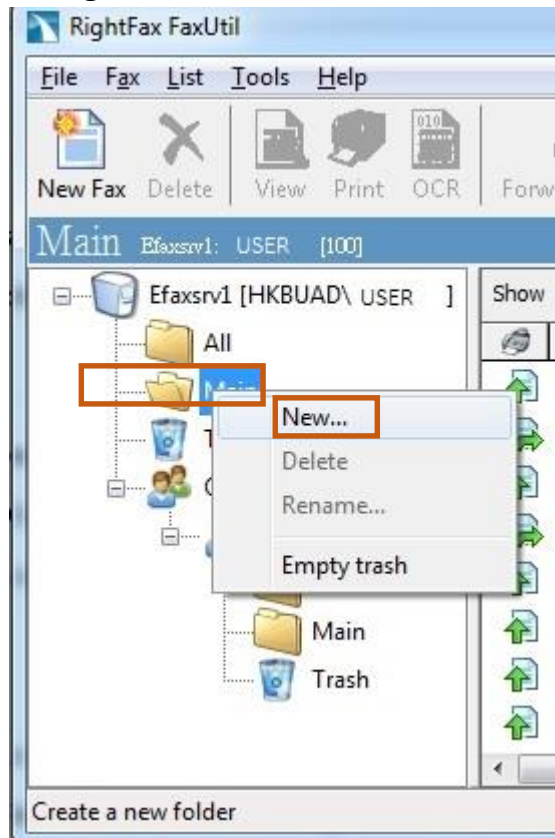 RightFax FaxUtil
File Fax List Tools Help
New Fax Delete View Print OCR
Main Efaxsrv1: USER [100]
Efaxsrv1 [HKBUAD\ USER ]
Show
All
Main
New...
Delete
Rename...
Empty trash
Main
Trash
Create a new folder